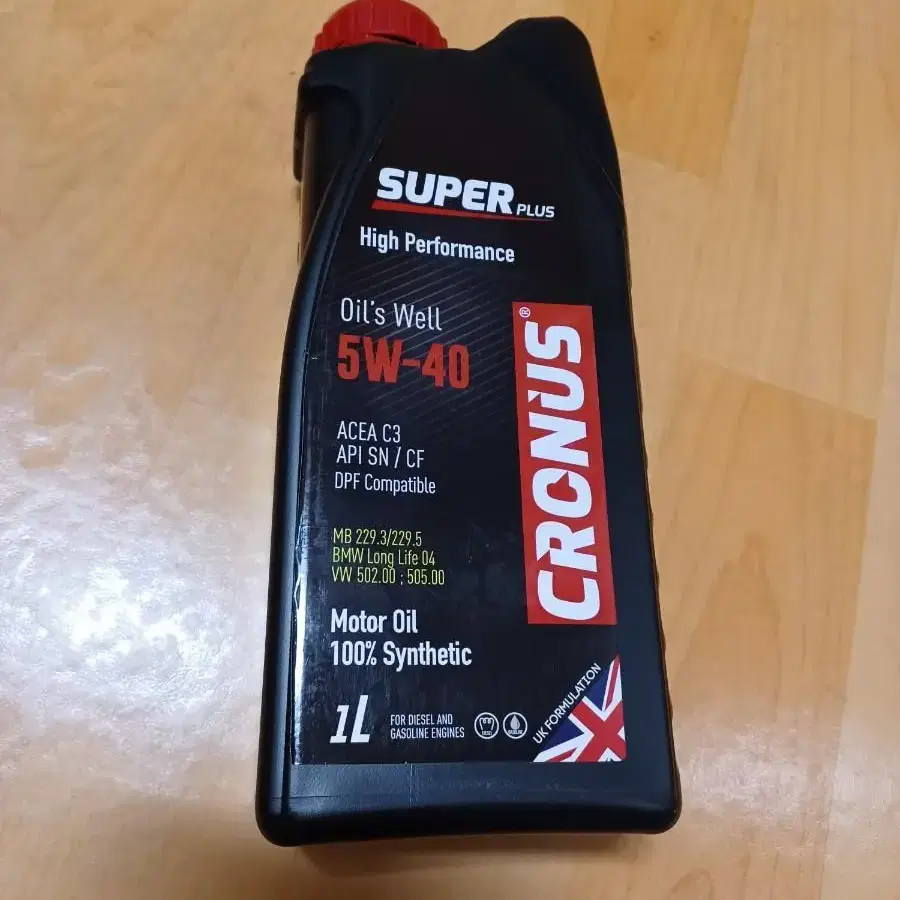 SUPER PLUS
High Performance
Oil's Well
5W-40
CRONUS®
ACEA C3
API SN / CF
DPF Compatible
MB 229.3/229.5
BMW Long Life 04
VW 502.00 ; 505.00
Motor Oil
100% Synthetic
1L
FOR DIESEL AND
GASOLINE ENGINES
UK FORMULATION